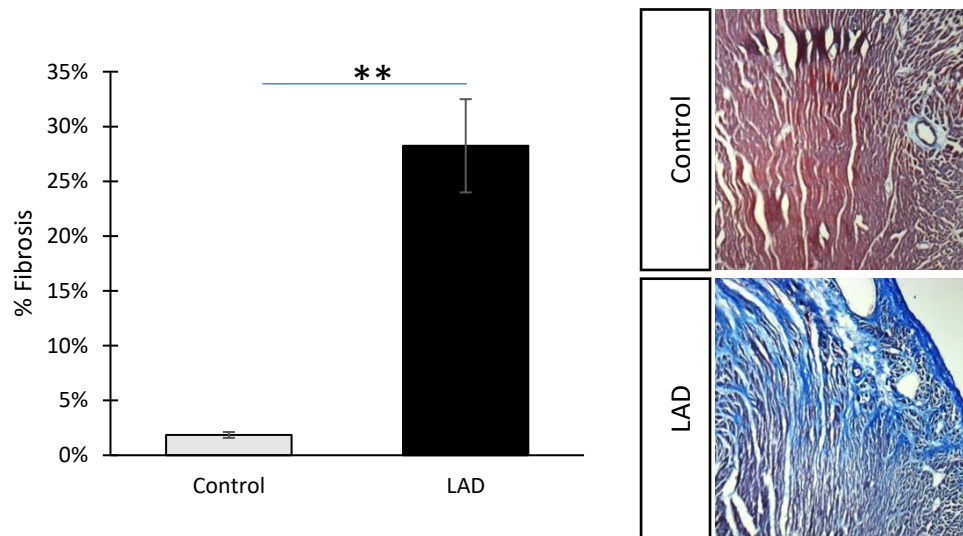 **
35%
30%
25%
20%
15%
10%
5%
0%
% Fibrosis
Control
LAD
Control
LAD